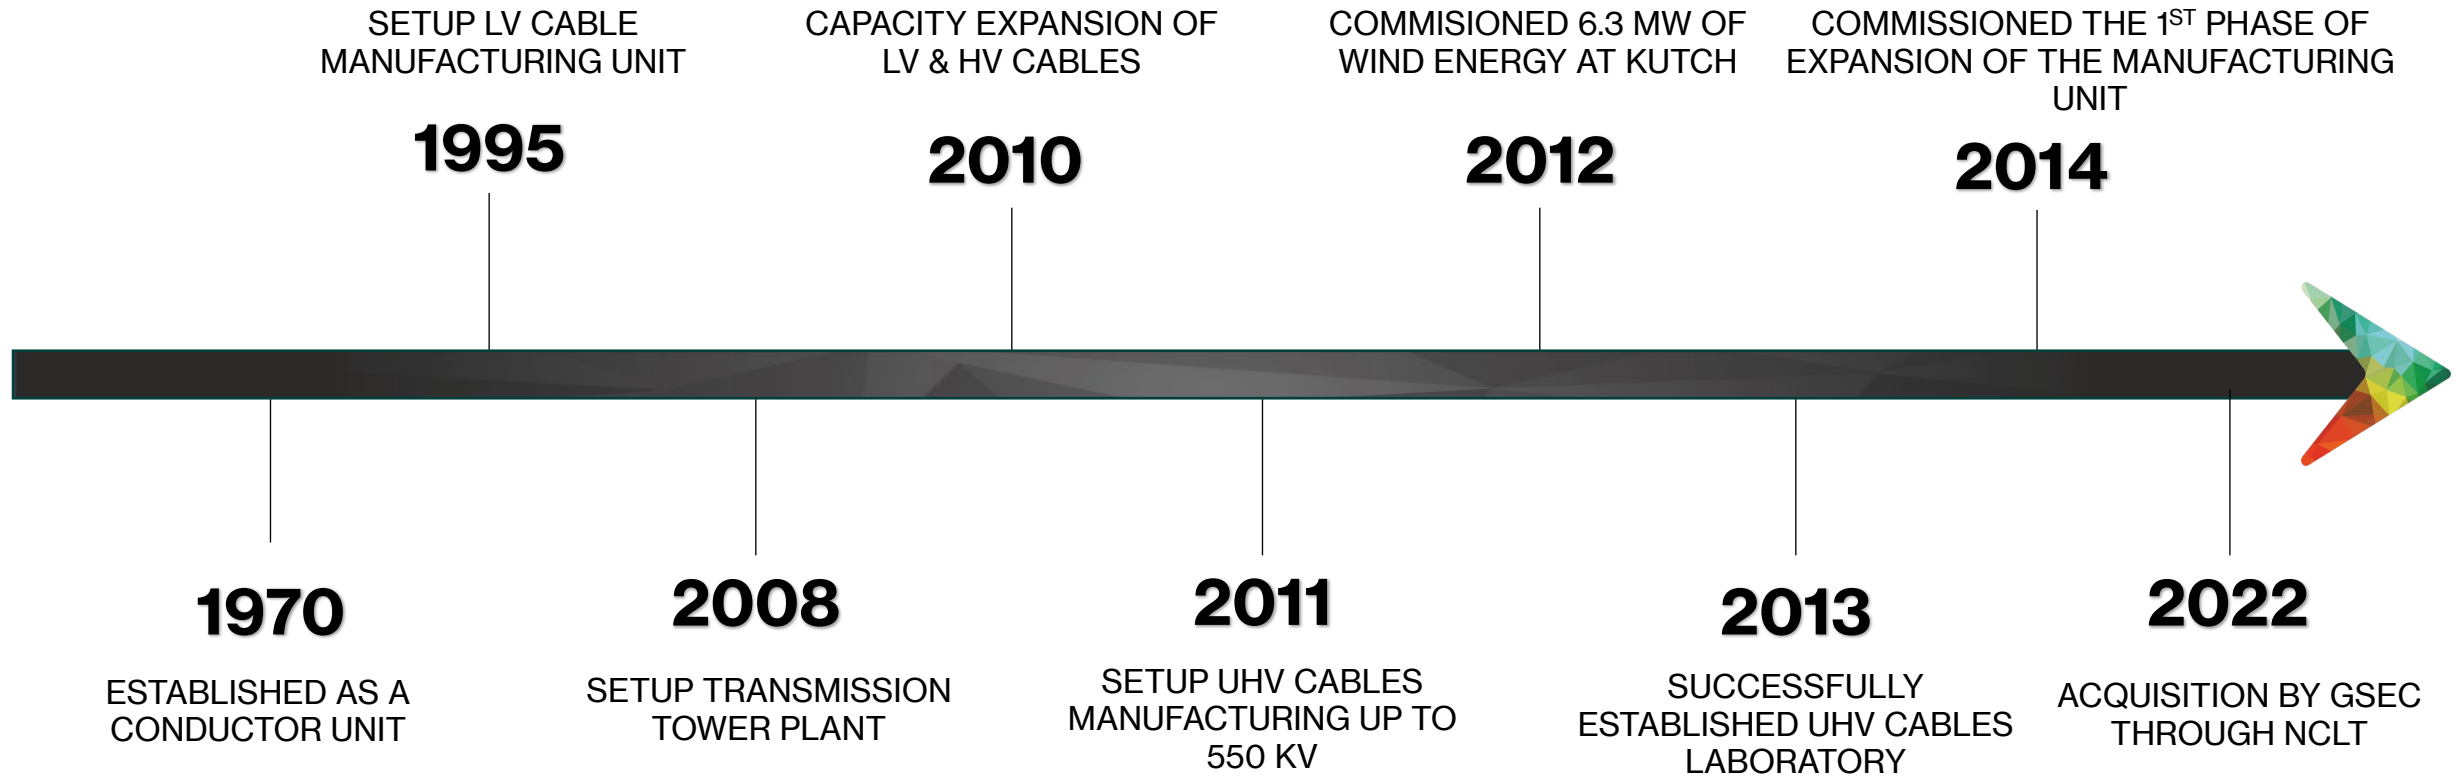 SETUP LV CABLE
MANUFACTURING UNIT
1995
CAPACITY EXPANSION OF
LV & HV CABLES
2010
COMMISIONED 6.3 MW OF
WIND ENERGY AT KUTCH
2012
COMMISSIONED THE 1ST PHASE OF
EXPANSION OF THE MANUFACTURING
UNIT
2014
1970
ESTABLISHED AS A
CONDUCTOR UNIT
2008
SETUP TRANSMISSION
TOWER PLANT
2011
SETUP UHV CABLES
MANUFACTURING UP TO
550 KV
2013
SUCCESSFULLY
ESTABLISHED UHV CABLES
LABORATORY
2022
ACQUISITION BY GSEC
THROUGH NCLT